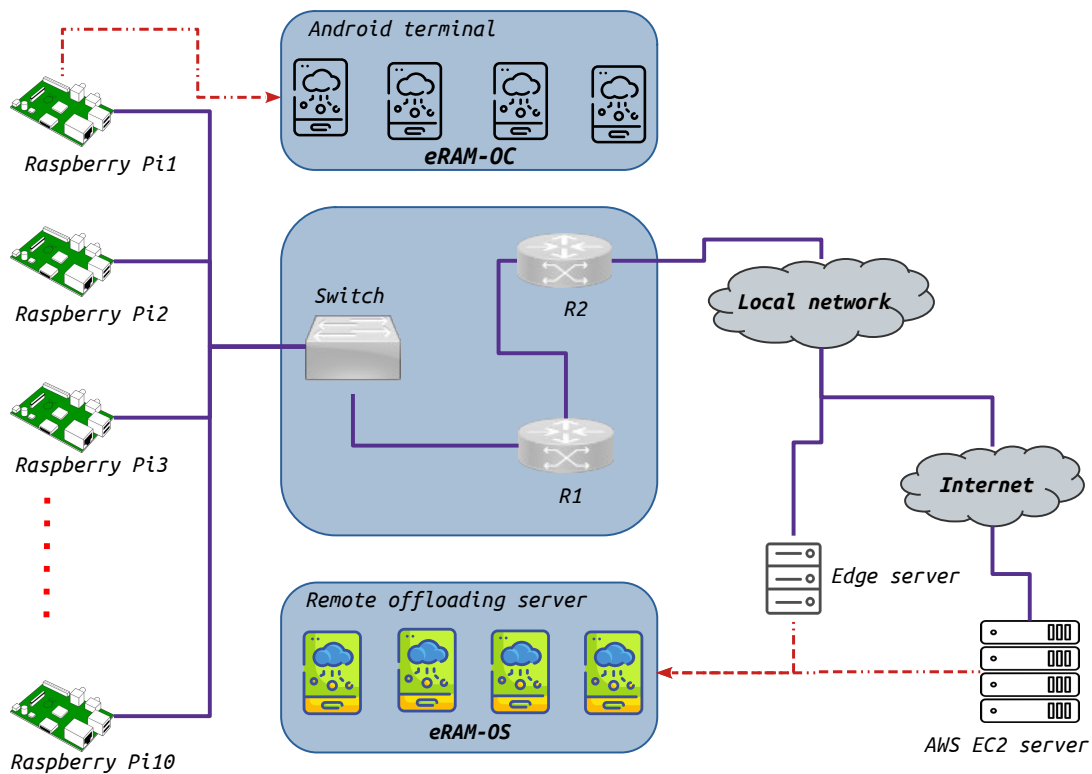 Android terminal
eRAM-OC
Raspberry Pi1
Raspberry Pi2
Switch
R2
Local network
Raspberry Pi3
R1
Internet
Edge server
Remote offloading server
eRAM-OS
Raspberry Pi10
AWS EC2 server